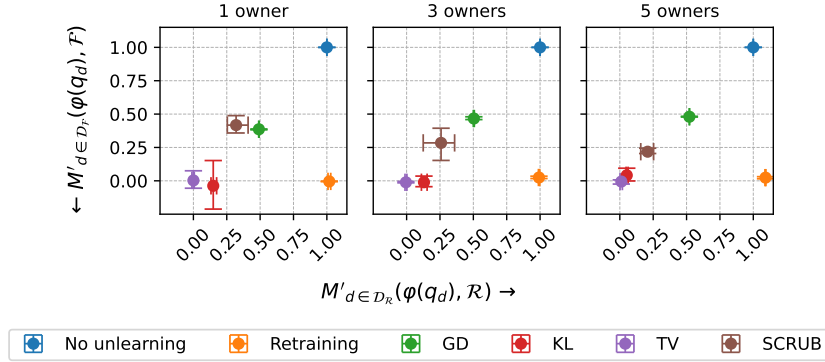 1 owner 3 owners 5 owners
← M′d ∈ 𝒟ℱ(φ(qd), ℱ)
1.00
0.75
0.50
0.25
0.00
0.00 0.25 0.50 0.75 1.00 0.00 0.25 0.50 0.75 1.00 0.00 0.25 0.50 0.75 1.00
M′d ∈ 𝒟ℛ(φ(qd), ℛ) →
No unlearning Retraining GD KL TV SCRUB